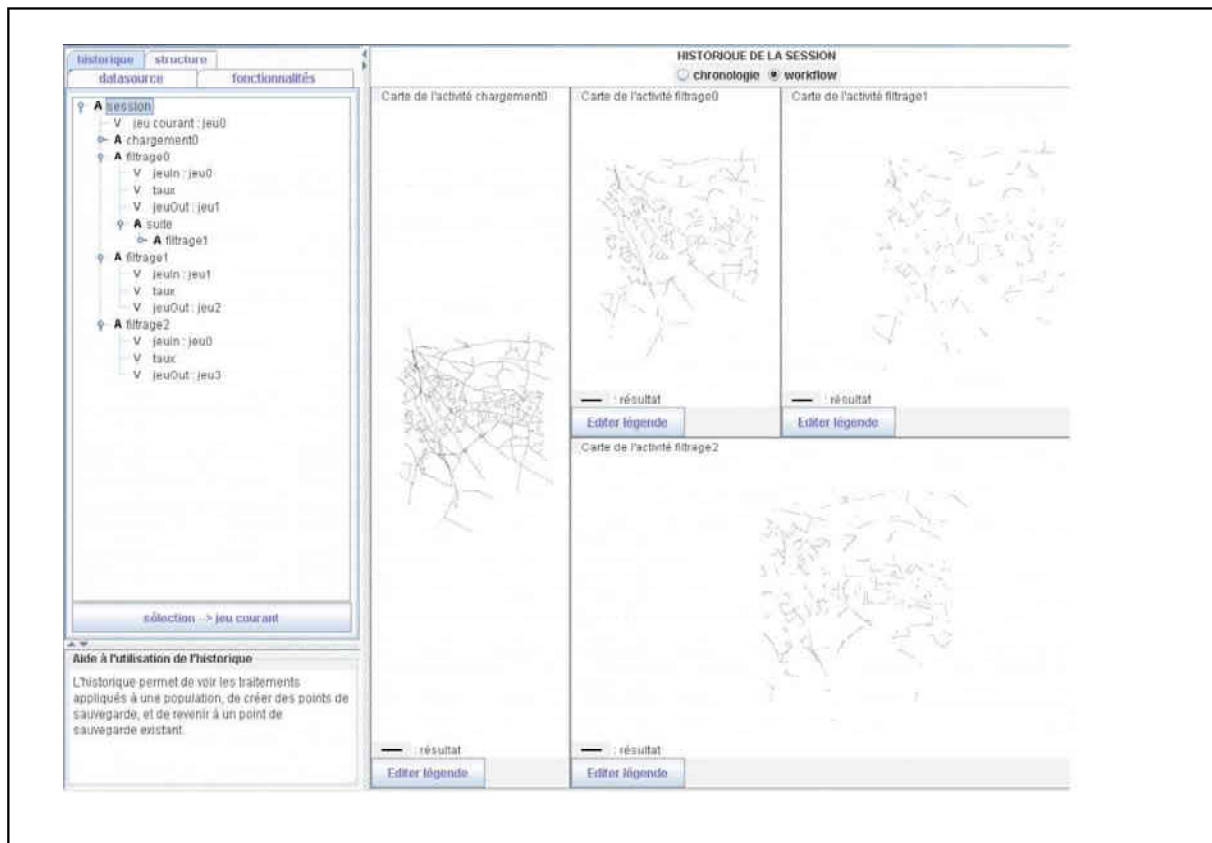 historique structure
datasource fonctionnalités
A session
V jeu courant : jeu0
A chargement0
A filtrage0
V jeuIn : jeu0
V taux
V jeuOut : jeu1
A suite
A filtrage1
A filtrage1
V jeuIn : jeu1
V taux
V jeuOut : jeu2
A filtrage2
V jeuIn : jeu0
V taux
V jeuOut : jeu3
sélection --> jeu courant
Aide à l'utilisation de l'historique
L'historique permet de voir les traitements
appliqués à une population, de créer des points de
sauvegarde, et de revenir à un point de
sauvegarde existant.
HISTORIQUE DE LA SESSION
chronologie workflow
Carte de l'activité chargement0
: résultat
Editer légende
Carte de l'activité filtrage0
: résultat
Editer légende
Carte de l'activité filtrage1
: résultat
Editer légende
Carte de l'activité filtrage2
: résultat
Editer légende